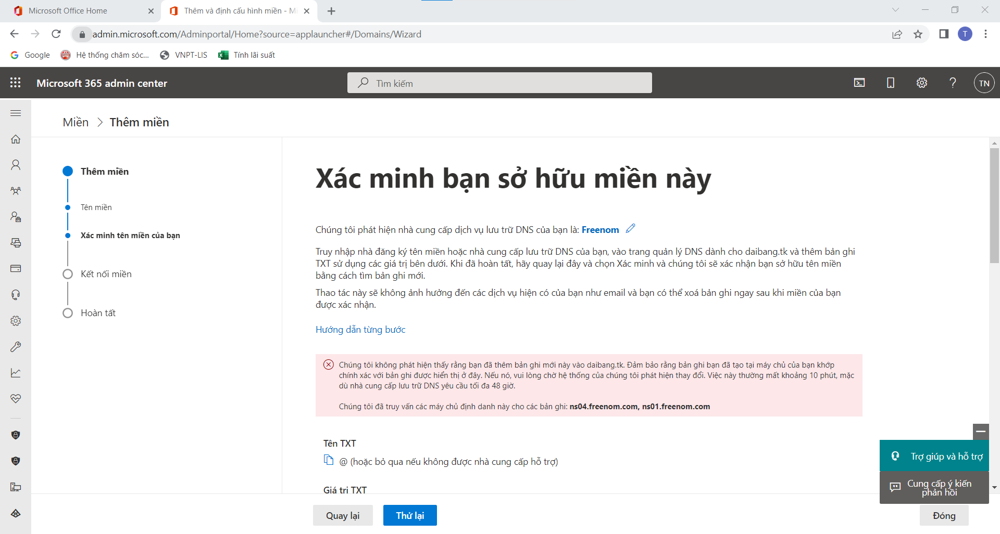 Microsoft Office Home
Thêm và định cấu hình miền - Mi
admin.microsoft.com/Adminportal/Home?source=applauncher#/Domains/Wizard
T
Google
Hệ thống chăm sóc...
VNPT-LIS
Tính lãi suất
Microsoft 365 admin center
Tìm kiếm
TN
Miền > Thêm miền
Thêm miền
Tên miền
Xác minh tên miền của bạn
Kết nối miền
Hoàn tất
Xác minh bạn sở hữu miền này
Chúng tôi phát hiện nhà cung cấp dịch vụ lưu trữ DNS của bạn là: Freenom
Truy nhập nhà đăng ký tên miền hoặc nhà cung cấp lưu trữ DNS của bạn, vào trang quản lý DNS dành cho daibang.tk và thêm bản ghi
TXT sử dụng các giá trị bên dưới. Khi đã hoàn tất, hãy quay lại đây và chọn Xác minh và chúng tôi sẽ xác nhận bạn sở hữu tên miền
bằng cách tìm bản ghi mới.
Thao tác này sẽ không ảnh hưởng đến các dịch vụ hiện có của bạn như email và bạn có thể xoá bản ghi ngay sau khi miền của bạn
được xác nhận.
Hướng dẫn từng bước
Chúng tôi không phát hiện thấy rằng bạn đã thêm bản ghi mới này vào daibang.tk. Đảm bảo rằng bản ghi bạn đã tạo tại máy chủ của bạn khớp
chính xác với bản ghi được hiển thị ở đây. Nếu nó, vui lòng chờ hệ thống của chúng tôi phát hiện thay đổi. Việc này thường mất khoảng 10 phút, mặc
dù nhà cung cấp lưu trữ DNS yêu cầu tối đa 48 giờ.
Chúng tôi đã truy vấn các máy chủ định danh này cho các bản ghi: ns04.freenom.com, ns01.freenom.com
Tên TXT
@ (hoặc bỏ qua nếu không được nhà cung cấp hỗ trợ)
Giá trị TXT
Trợ giúp và hỗ trợ
Cung cấp ý kiến
phản hồi
Quay lại
Thử lại
Đóng